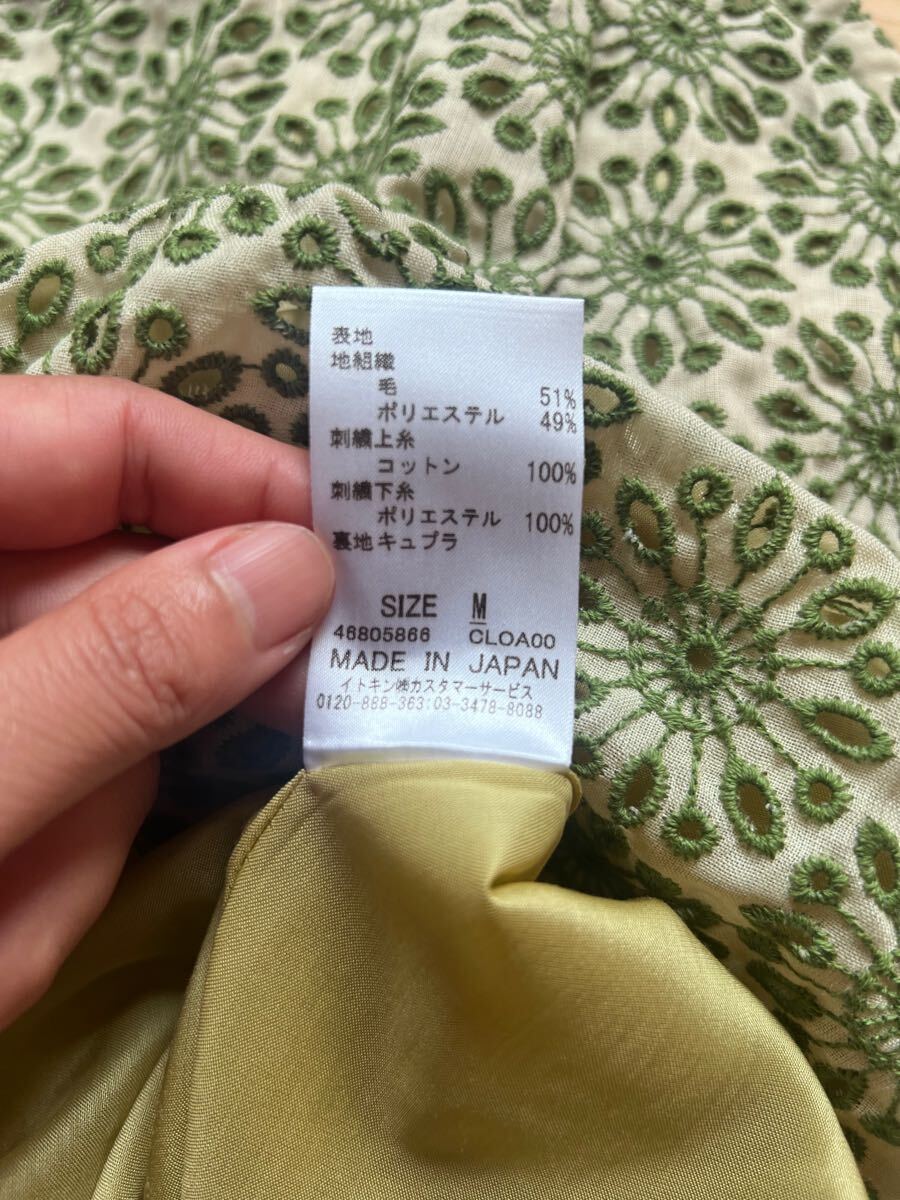 表地
地組織
毛 51%
ポリエステル 49%
刺繍上糸
コットン 100%
刺繍下糸
ポリエステル 100%
裏地キュプラ
SIZE M
46805866 CLOA00
MADE IN JAPAN
イトキン㈱カスタマーサービス
0120-888-363:03-3478-8088